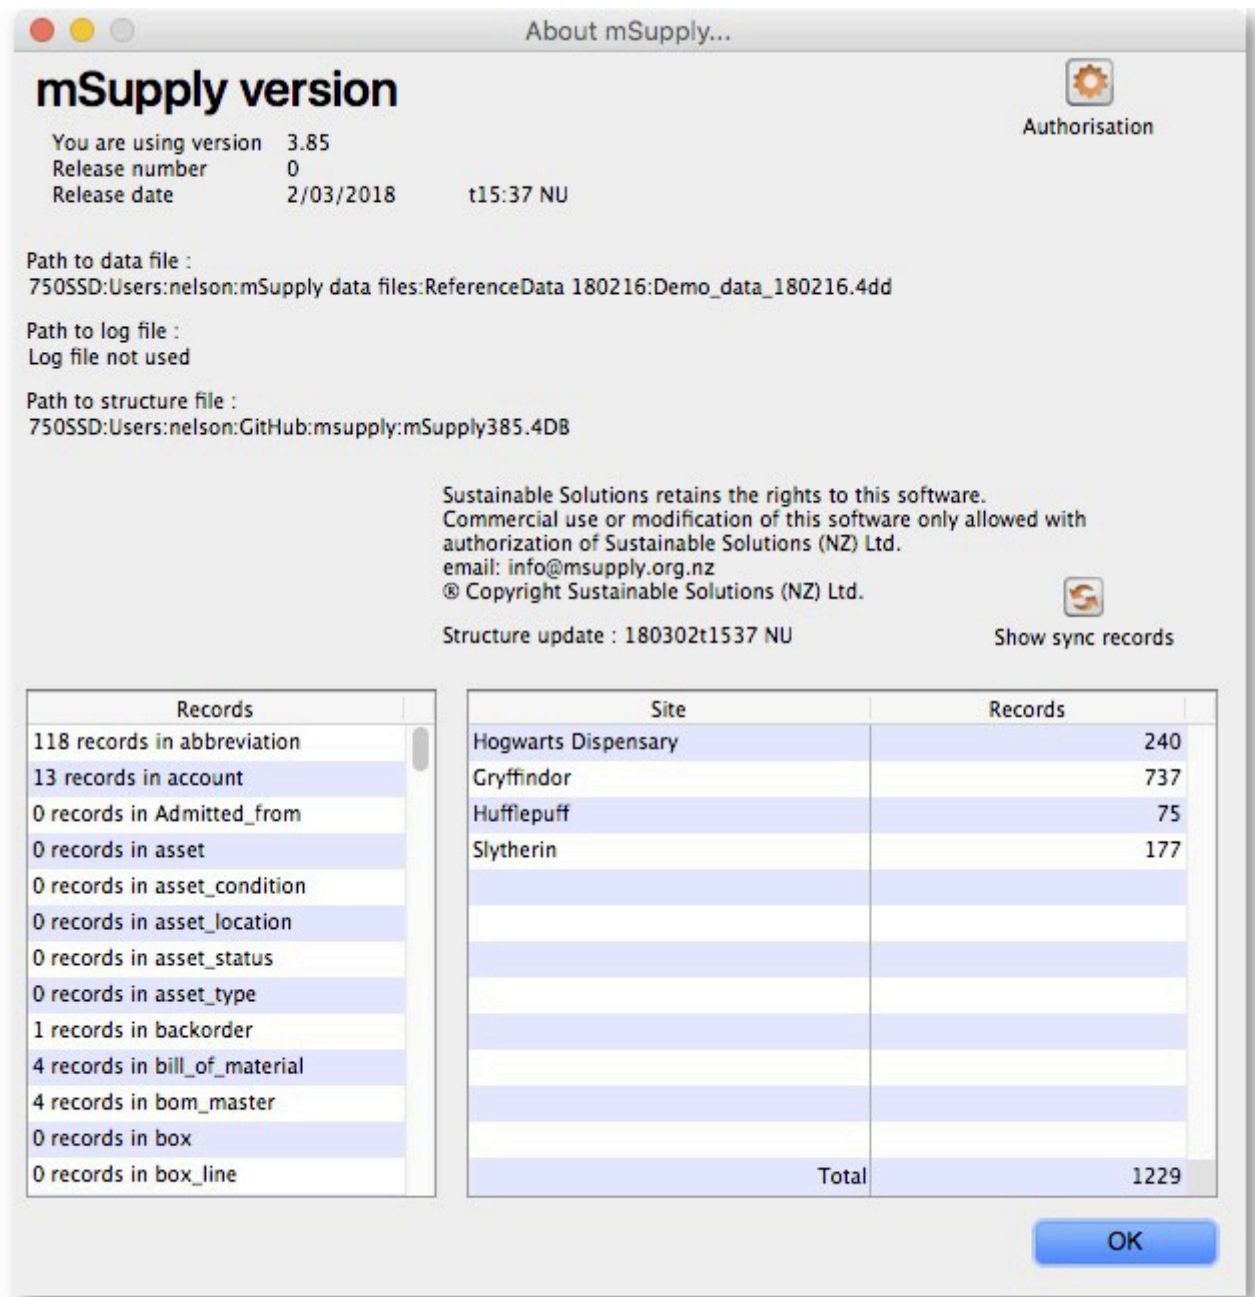 About mSupply...
mSupply version
Authorisation
You are using version 3.85
Release number 0
Release date 2/03/2018 t15:37 NU
Path to data file :
750SSD:Users:nelson:mSupply data files:ReferenceData 180216:Demo_data_180216.4dd
Path to log file :
Log file not used
Path to structure file :
750SSD:Users:nelson:GitHub:msupply:mSupply385.4DB
Sustainable Solutions retains the rights to this software.
Commercial use or modification of this software only allowed with
authorization of Sustainable Solutions (NZ) Ltd.
email: info@msupply.org.nz
® Copyright Sustainable Solutions (NZ) Ltd.
Structure update : 180302t1537 NU
Show sync records
Records
118 records in abbreviation
13 records in account
0 records in Admitted_from
0 records in asset
0 records in asset_condition
0 records in asset_location
0 records in asset_status
0 records in asset_type
1 records in backorder
4 records in bill_of_material
4 records in bom_master
0 records in box
0 records in box_line
Site Records
Hogwarts Dispensary 240
Gryffindor 737
Hufflepuff 75
Slytherin 177
Total 1229
OK